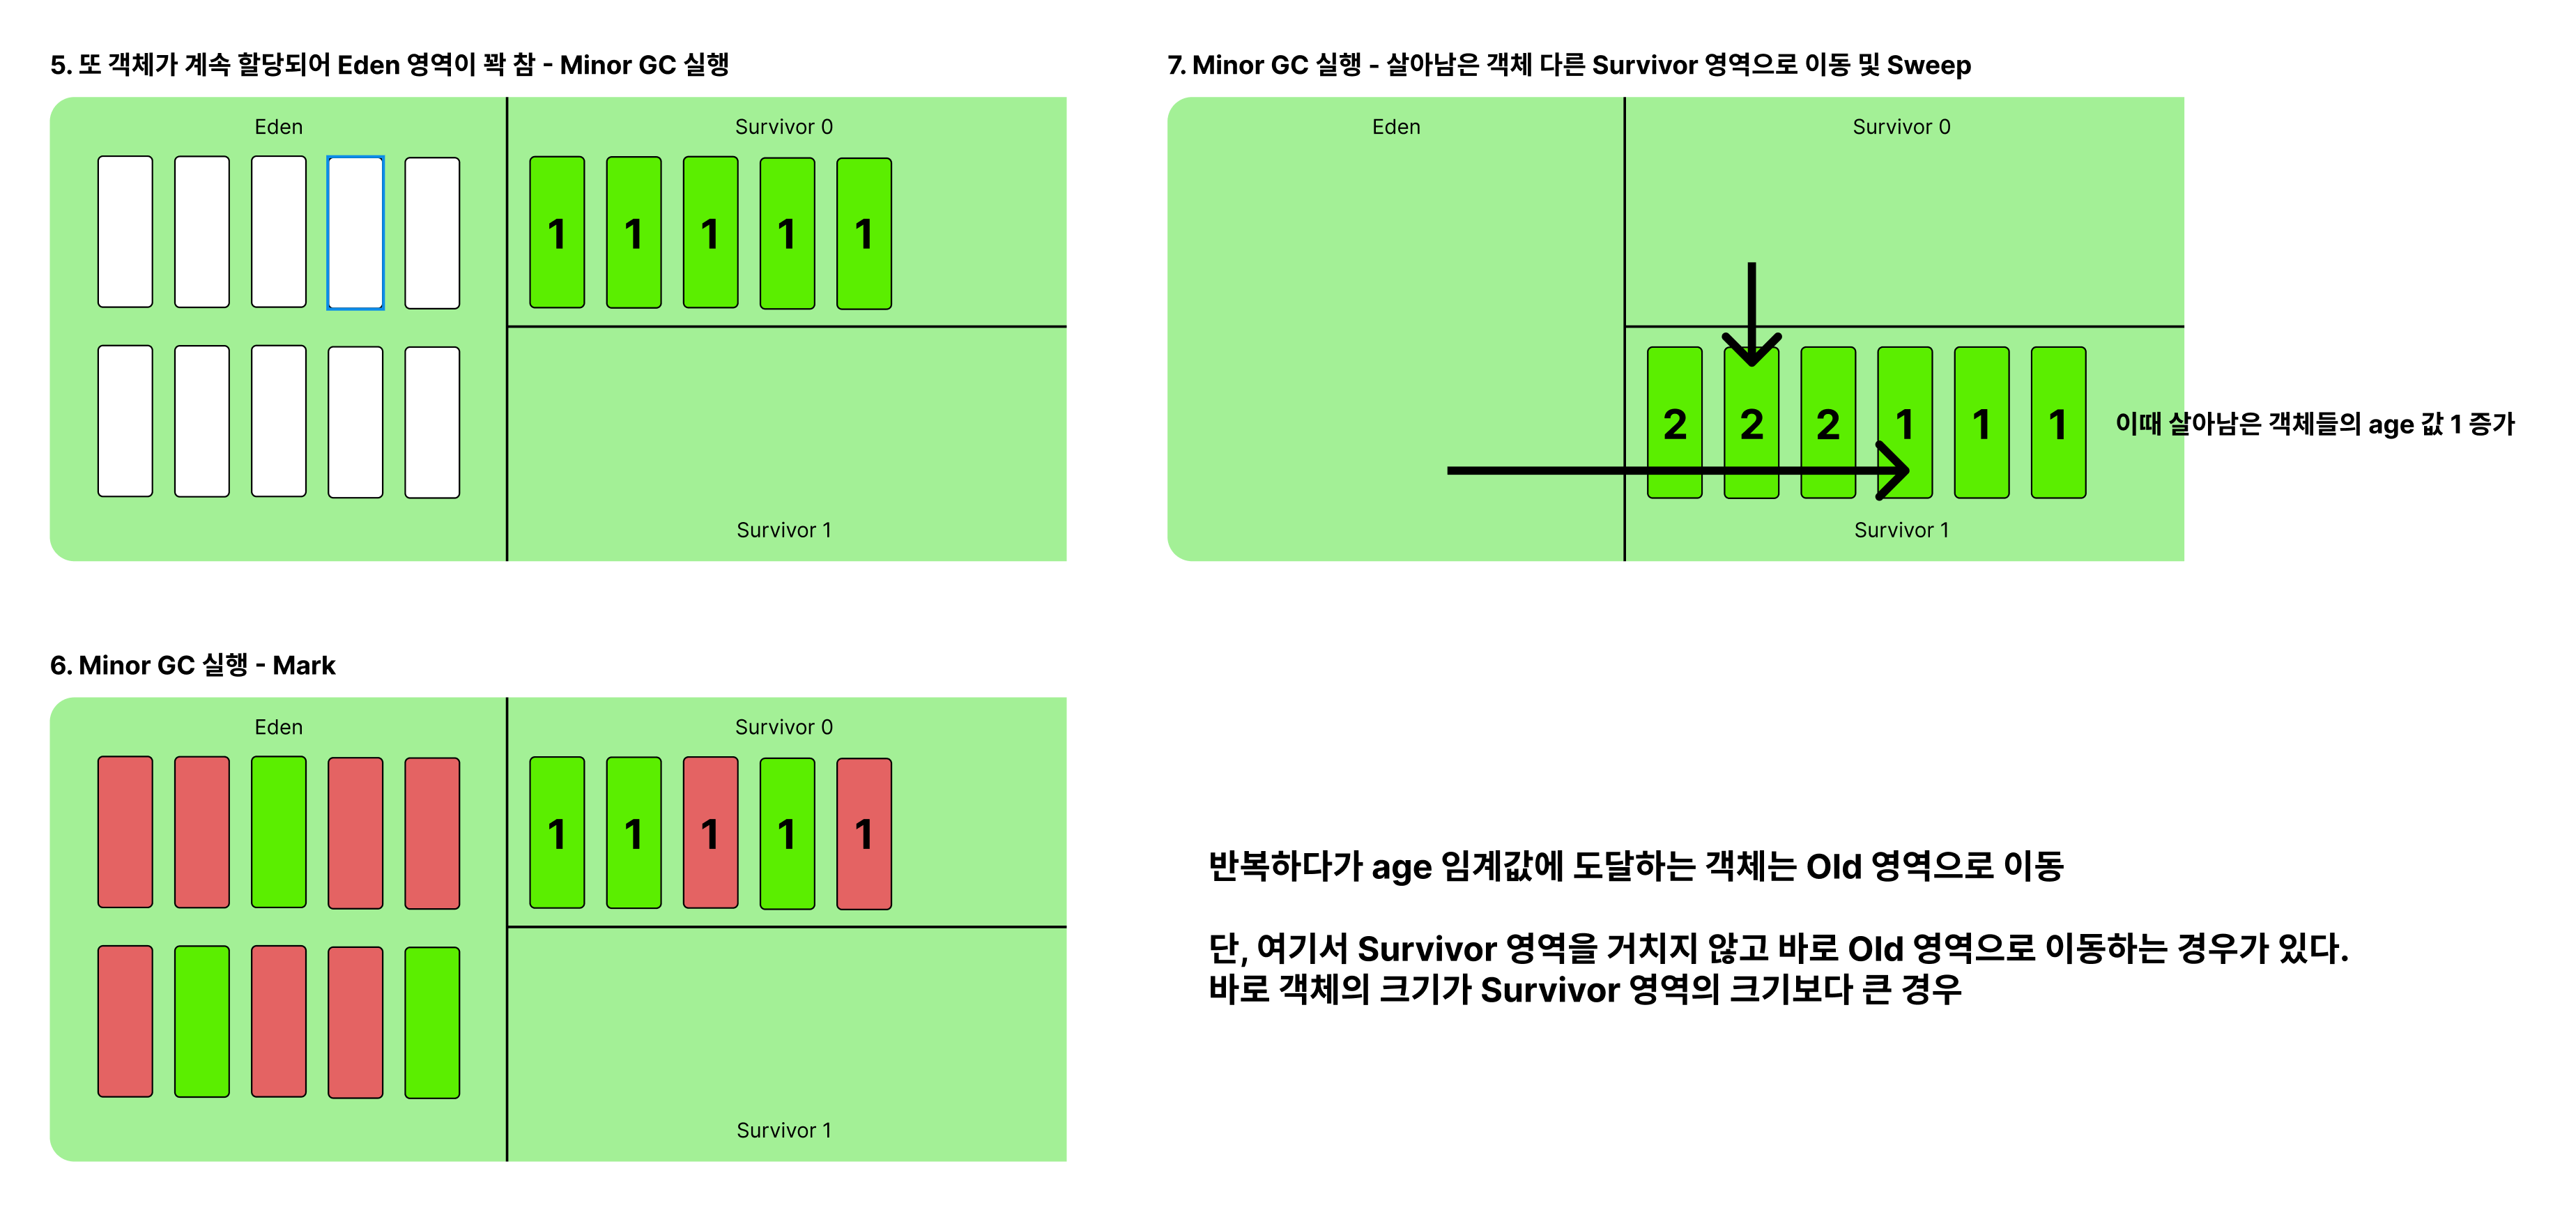 5. 또 객체가 계속 할당되어 Eden 영역이 꽉 참 - Minor GC 실행
Eden
Survivor 0
1 1 1 1 1
Survivor 1
6. Minor GC 실행 - Mark
Eden
Survivor 0
1 1 1 1 1
Survivor 1
7. Minor GC 실행 - 살아남은 객체 다른 Survivor 영역으로 이동 및 Sweep
Eden
Survivor 0
2 2 2 1 1 1
이때 살아남은 객체들의 age 값 1 증가
Survivor 1
반복하다가 age 임계값에 도달하는 객체는 Old 영역으로 이동
단, 여기서 Survivor 영역을 거치지 않고 바로 Old 영역으로 이동하는 경우가 있다.
바로 객체의 크기가 Survivor 영역의 크기보다 큰 경우